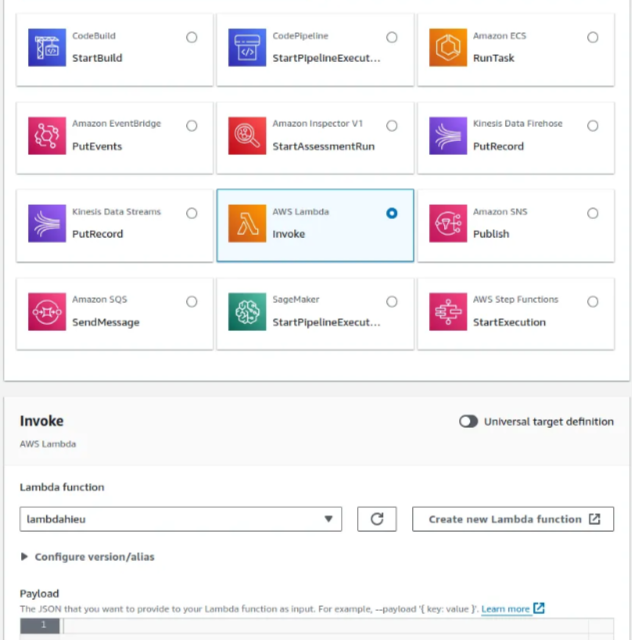 CodeBuild
StartBuild
CodePipeline
StartPipelineExecut...
Amazon ECS
RunTask
Amazon EventBridge
PutEvents
Amazon Inspector V1
StartAssessmentRun
Kinesis Data Firehose
PutRecord
Kinesis Data Streams
PutRecord
AWS Lambda
Invoke
Amazon SNS
Publish
Amazon SQS
SendMessage
SageMaker
StartPipelineExecut...
AWS Step Functions
StartExecution
Invoke
AWS Lambda
Universal target definition
Lambda function
lambdahieu
Create new Lambda function
Configure version/alias
Payload
The JSON that you want to provide to your Lambda function as input. For example, --payload '{ key: value }'. Learn more
1